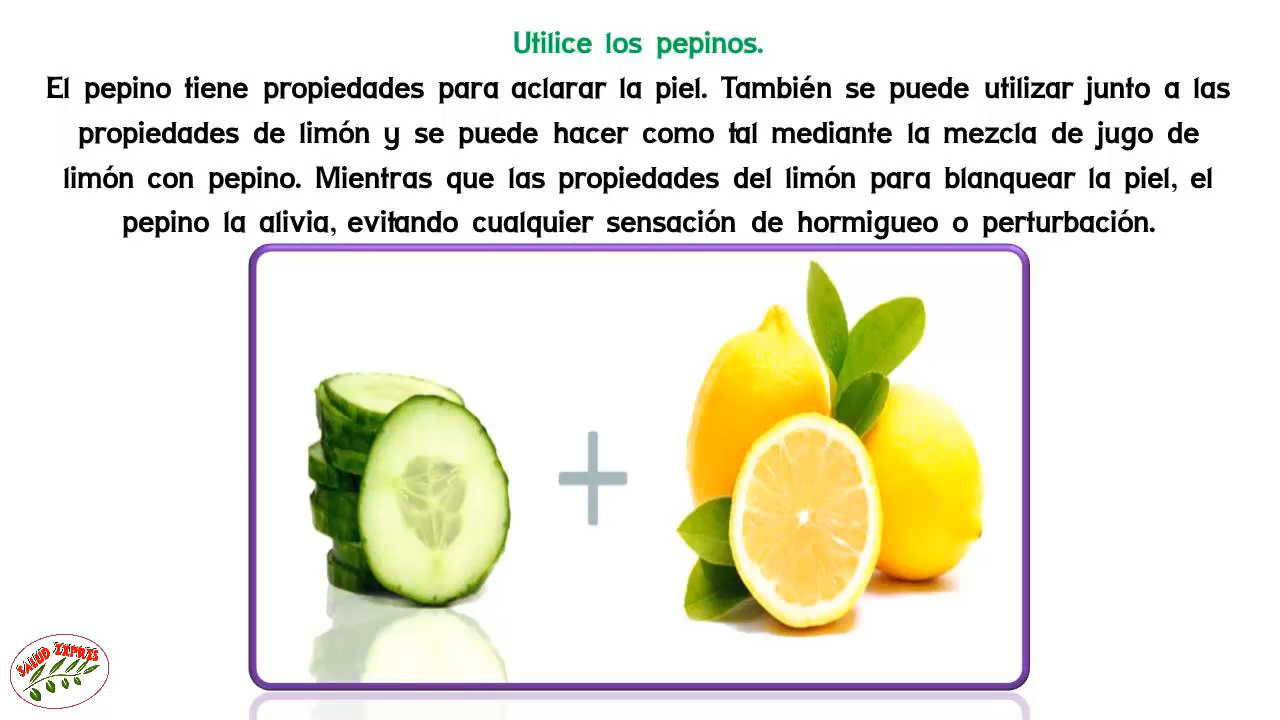 Utilice los pepinos.
El pepino tiene propiedades para aclarar la piel. También se puede utilizar junto a las
propiedades de limón y se puede hacer como tal mediante la mezcla de jugo de
limón con pepino. Mientras que las propiedades del limón para blanquear la piel, el
pepino la alivia, evitando cualquier sensación de hormigueo o perturbación.
SALUD EXPRES